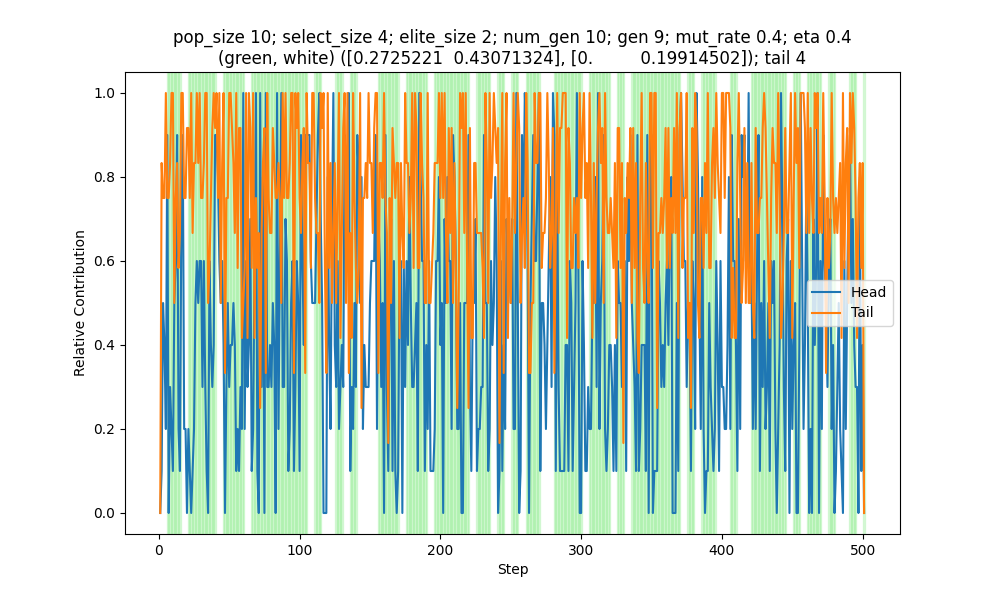 pop_size 10; select_size 4; elite_size 2; num_gen 10; gen 9; mut_rate 0.4; eta 0.4
(green, white) ([0.2725221  0.43071324], [0.         0.19914502]); tail 4
1.0
0.8
0.6
0.4
0.2
0.0
Relative Contribution
Head
Tail
0
100
200
300
400
500
Step